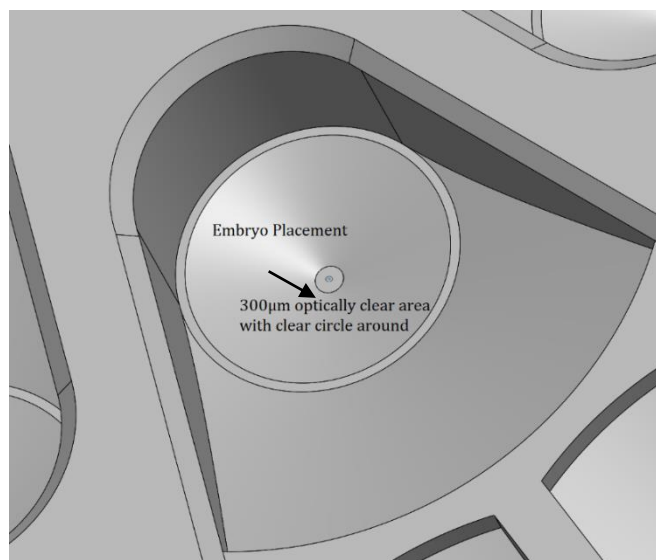 Embryo Placement
300μm optically clear area
with clear circle around